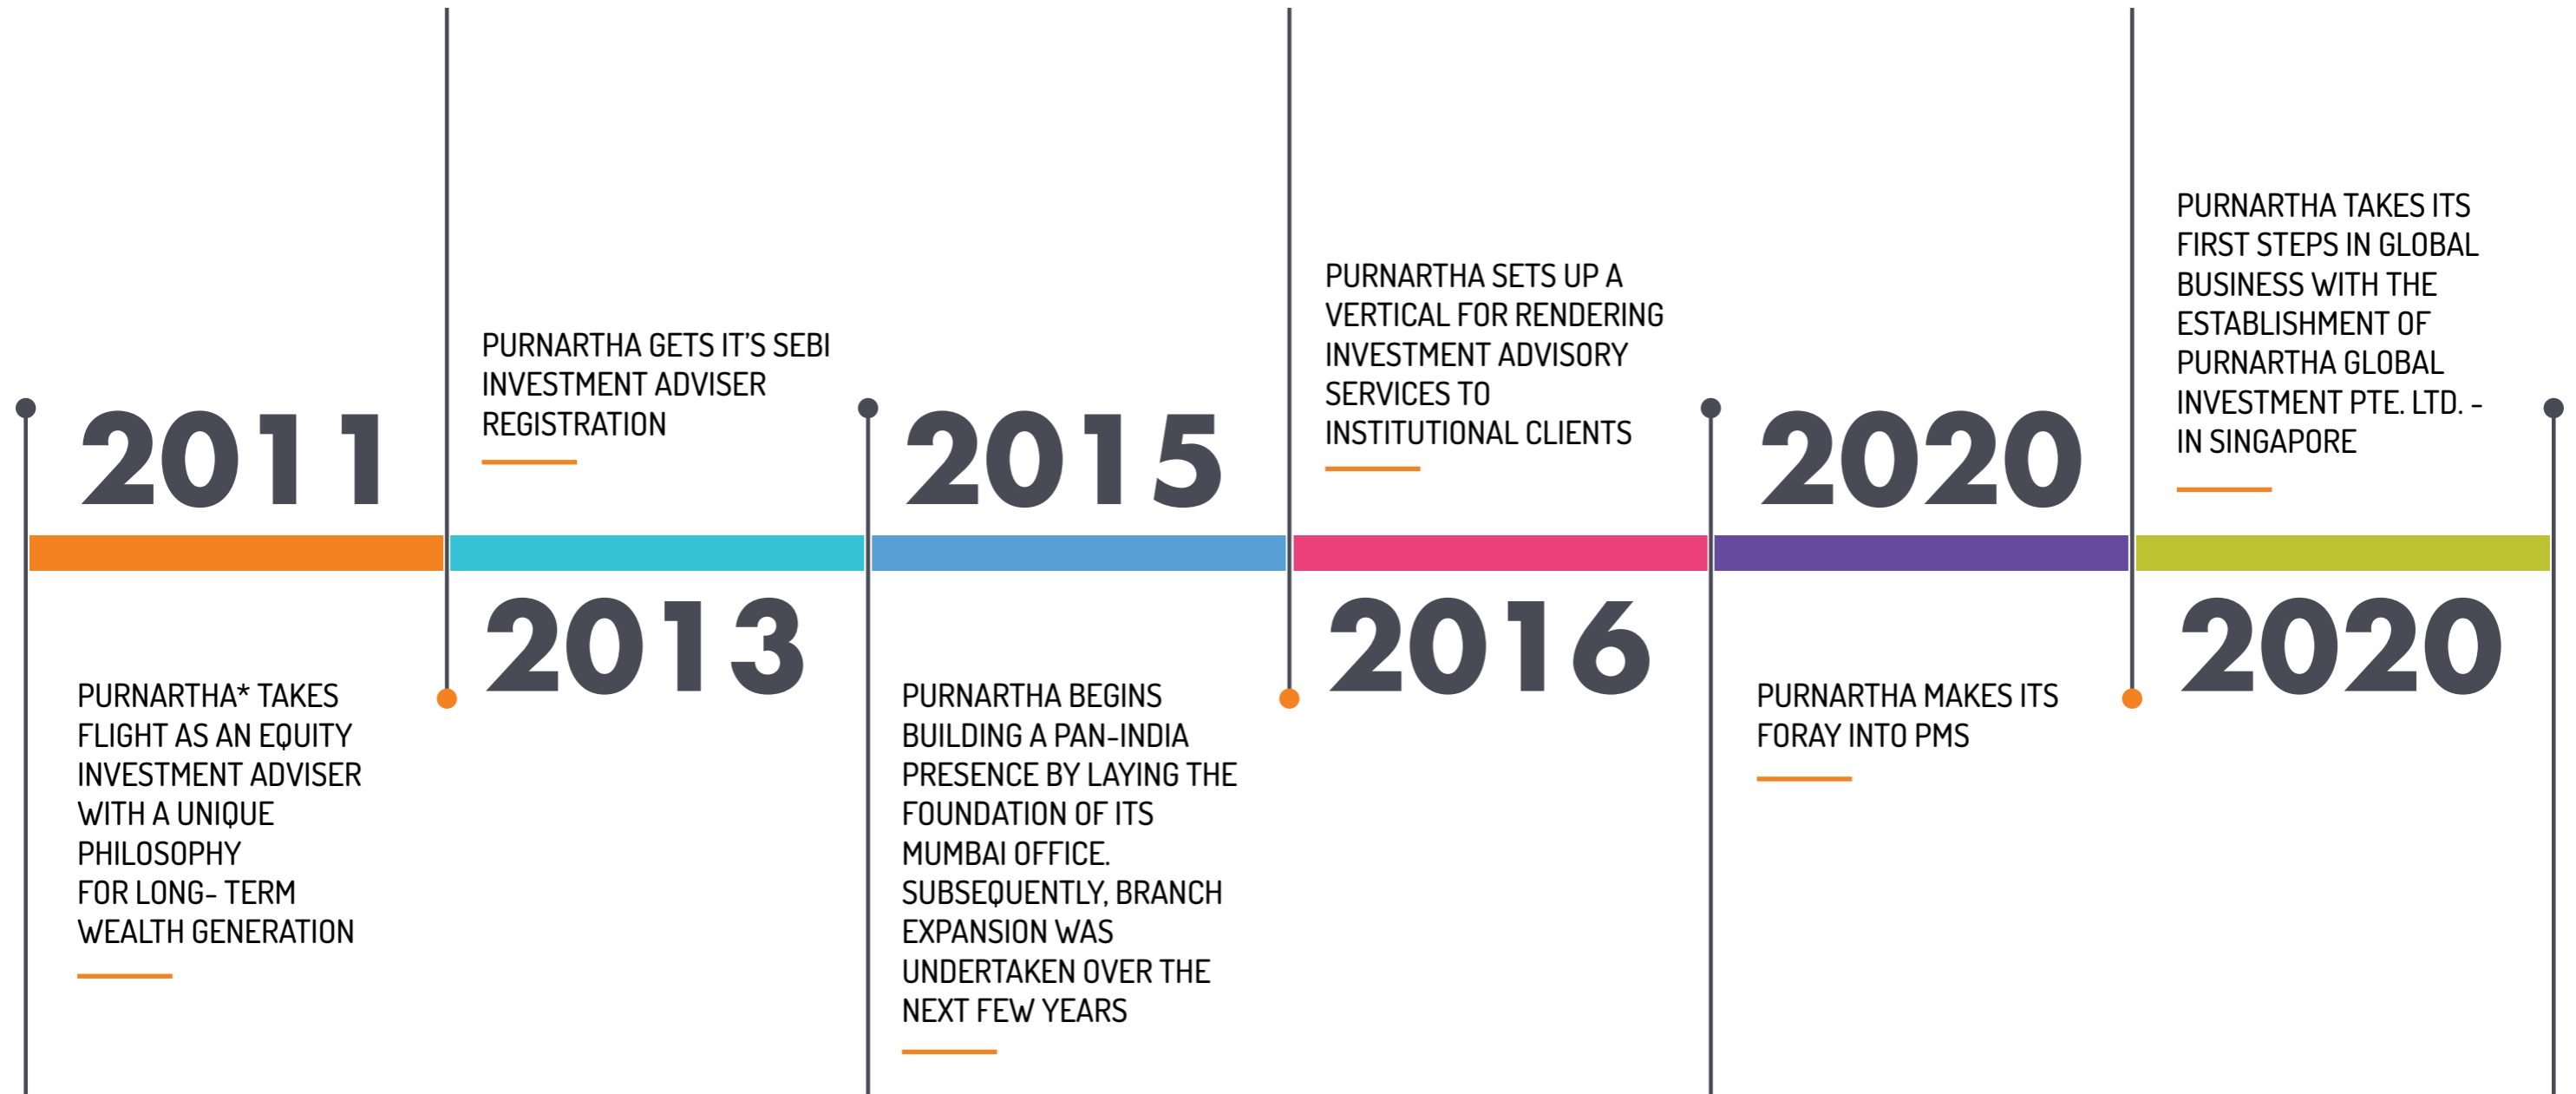 2011
PURNARTHA* TAKES
FLIGHT AS AN EQUITY
INVESTMENT ADVISER
WITH A UNIQUE
PHILOSOPHY
FOR LONG- TERM
WEALTH GENERATION
PURNARTHA GETS IT’S SEBI
INVESTMENT ADVISER
REGISTRATION
2013
2015
PURNARTHA BEGINS
BUILDING A PAN-INDIA
PRESENCE BY LAYING THE
FOUNDATION OF ITS
MUMBAI OFFICE.
SUBSEQUENTLY, BRANCH
EXPANSION WAS
UNDERTAKEN OVER THE
NEXT FEW YEARS
PURNARTHA SETS UP A
VERTICAL FOR RENDERING
INVESTMENT ADVISORY
SERVICES TO
INSTITUTIONAL CLIENTS
2016
2020
PURNARTHA MAKES ITS
FORAY INTO PMS
PURNARTHA TAKES ITS
FIRST STEPS IN GLOBAL
BUSINESS WITH THE
ESTABLISHMENT OF
PURNARTHA GLOBAL
INVESTMENT PTE. LTD. -
IN SINGAPORE
2020